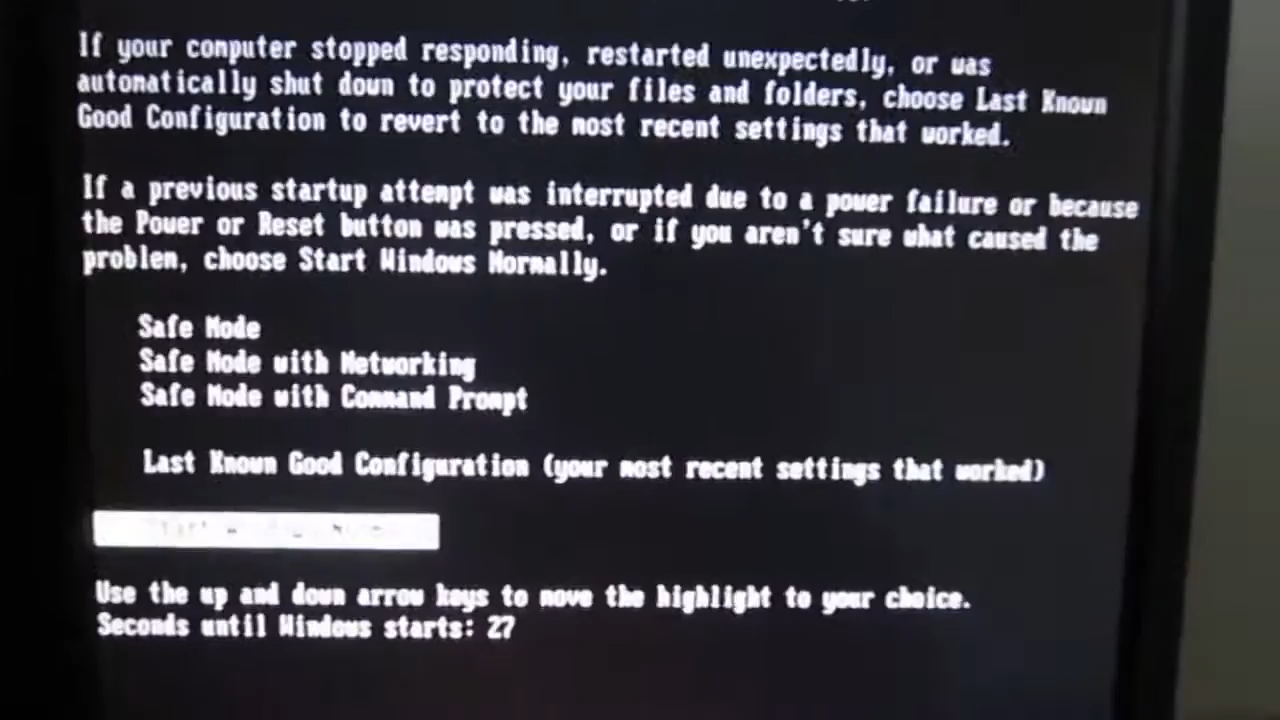 If your computer stopped responding, restarted unexpectedly, or was
automatically shut down to protect your files and folders, choose Last Known
Good Configuration to revert to the most recent settings that worked.
If a previous startup attempt was interrupted due to a power failure or because
the Power or Reset button was pressed, or if you aren't sure what caused the
problem, choose Start Windows Normally.
Safe Mode
Safe Mode with Networking
Safe Mode with Command Prompt
Last Known Good Configuration (your most recent settings that worked)
Use the up and down arrow keys to move the highlight to your choice.
Seconds until Windows starts: 27